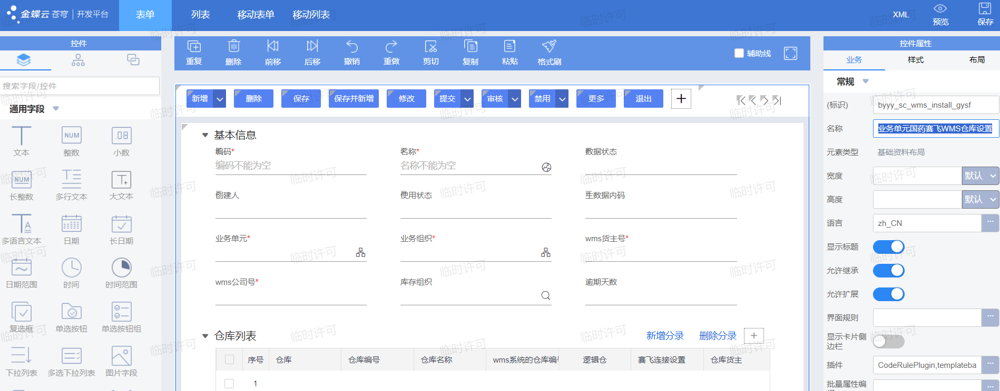 金蝶云 苍穹 | 开发平台
表单
列表
移动表单
移动列表
XML
预览
保存
控件
搜索字段/控件
通用字段
文本
整数
小数
长整数
多行文本
大文本
多语言文本
日期
长日期
日期范围
时间
时间范围
复选框
单选按钮
单选按钮组
下拉列表
多选下拉列表
图片字段
重复
删除
前移
后移
撤销
重做
剪切
复制
粘贴
格式刷
辅助线
新增
删除
保存
保存并新增
修改
提交
审核
禁用
更多
退出
基本信息
编码*
编码不能为空
名称*
名称不能为空
数据状态
创建人
使用状态
主数据内码
业务单元*
业务组织*
wms货主号*
wms公司号*
库存组织
逾期天数
仓库列表
新增分录
删除分录
序号
仓库
仓库编号
仓库名称
wms系统的仓库编
逻辑仓
赛飞连接设置
仓库货主
1
控件属性
业务
样式
布局
常规
(标识)
byyy_sc_wms_install_gysf
名称
业务单元国药赛飞WMS仓库设置
元素类型
基础资料布局
宽度
默认
高度
默认
语言
zh_CN
显示标题
允许继承
允许扩展
界面规则
显示卡片侧
边栏
插件
CodeRulePlugin,templateba
批量属性编
临时许可